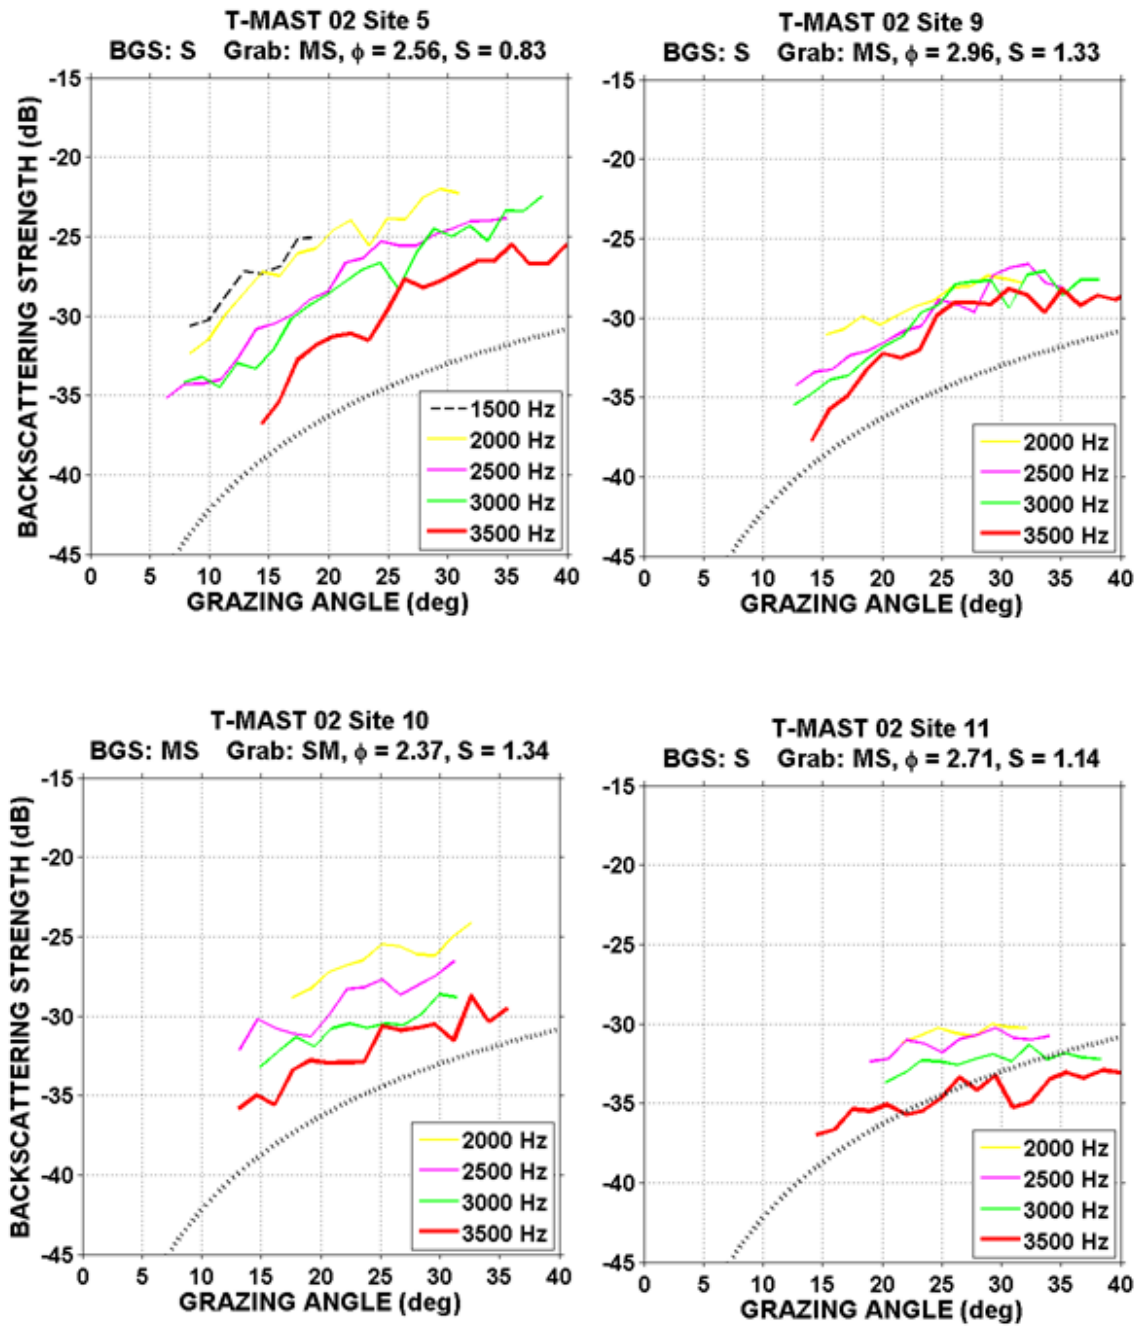 T-MAST 02 Site 5
BGS: S Grab: MS, ϕ = 2.56, S = 0.83
BACKSCATTERING STRENGTH (dB)
-15
-20
-25
-30
-35
-40
-45
0 5 10 15 20 25 30 35 40
GRAZING ANGLE (deg)
1500 Hz
2000 Hz
2500 Hz
3000 Hz
3500 Hz
T-MAST 02 Site 9
BGS: S Grab: MS, ϕ = 2.96, S = 1.33
-15
-20
-25
-30
-35
-40
-45
0 5 10 15 20 25 30 35 40
GRAZING ANGLE (deg)
2000 Hz
2500 Hz
3000 Hz
3500 Hz
T-MAST 02 Site 10
BGS: MS Grab: SM, ϕ = 2.37, S = 1.34
BACKSCATTERING STRENGTH (dB)
-15
-20
-25
-30
-35
-40
-45
0 5 10 15 20 25 30 35 40
GRAZING ANGLE (deg)
2000 Hz
2500 Hz
3000 Hz
3500 Hz
T-MAST 02 Site 11
BGS: S Grab: MS, ϕ = 2.71, S = 1.14
-15
-20
-25
-30
-35
-40
-45
0 5 10 15 20 25 30 35 40
GRAZING ANGLE (deg)
2000 Hz
2500 Hz
3000 Hz
3500 Hz